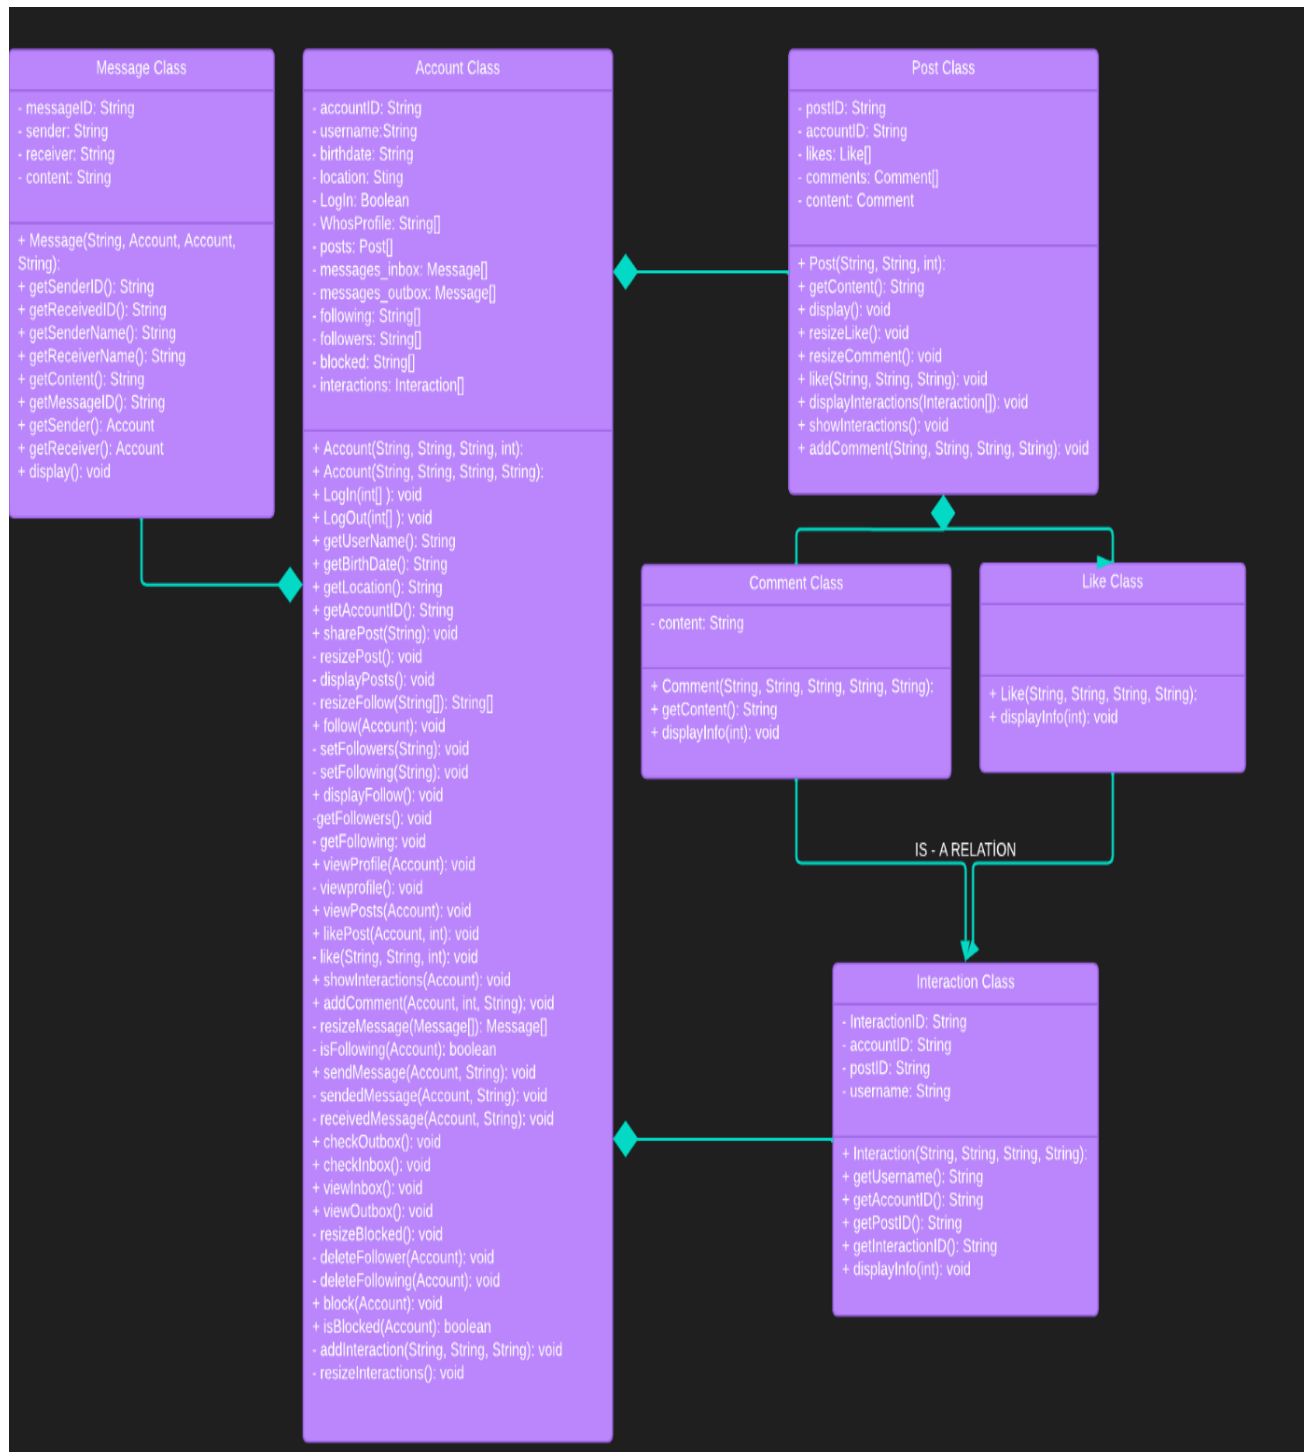 Message Class
- messageID: String
- sender: String
- receiver: String
- content: String
+ Message(String, Account, Account,
String):
+ getSenderID(): String
+ getReceivedID(): String
+ getSenderName(): String
+ getReceiverName(): String
+ getContent(): String
+ getMessageID(): String
+ getSender(): Account
+ getReceiver(): Account
+ display(): void
Account Class
- accountID: String
- username:String
- birthdate: String
- location: Sting
- LogIn: Boolean
- WhosProfile: String[]
- posts: Post[]
- messages_inbox: Message[]
- messages_outbox: Message[]
- following: String[]
- followers: String[]
- blocked: String[]
- interactions: Interaction[]
+ Account(String, String, String, int):
+ Account(String, String, String, String):
+ LogIn(int[] ): void
+ LogOut(int[] ): void
+ getUserName(): String
+ getBirthDate(): String
+ getLocation(): String
+ getAccountID(): String
+ sharePost(String): void
- resizePost(): void
- displayPosts(): void
- resizeFollow(String[]): String[]
+ follow(Account): void
- setFollowers(String): void
- setFollowing(String): void
+ displayFollow(): void
-getFollowers(): void
- getFollowing: void
+ viewProfile(Account): void
- viewprofile(): void
+ viewPosts(Account): void
+ likePost(Account, int): void
- like(String, String, int): void
+ showInteractions(Account): void
+ addComment(Account, int, String): void
- resizeMessage(Message[]): Message[]
- isFollowing(Account): boolean
+ sendMessage(Account, String): void
- sendedMessage(Account, String): void
- receivedMessage(Account, String): void
+ checkOutbox(): void
+ checkInbox(): void
+ viewInbox(): void
+ viewOutbox(): void
- resizeBlocked(): void
- deleteFollower(Account): void
- deleteFollowing(Account): void
+ block(Account): void
+ isBlocked(Account): boolean
- addInteraction(String, String, String): void
- resizeInteractions(): void
Post Class
- postID: String
- accountID: String
- likes: Like[]
- comments: Comment[]
- content: Comment
+ Post(String, String, int):
+ getContent(): String
+ display(): void
+ resizeLike(): void
+ resizeComment(): void
+ like(String, String, String): void
+ displayInteractions(Interaction[]): void
+ showInteractions(): void
+ addComment(String, String, String, String): void
Comment Class
- content: String
+ Comment(String, String, String, String, String):
+ getContent(): String
+ displayInfo(int): void
Like Class
+ Like(String, String, String, String):
+ displayInfo(int): void
IS - A RELATİON
Interaction Class
- InteractionID: String
- accountID: String
- postID: String
- username: String
+ Interaction(String, String, String, String):
+ getUsername(): String
+ getAccountID(): String
+ getPostID(): String
+ getInteractionID(): String
+ displayInfo(int): void